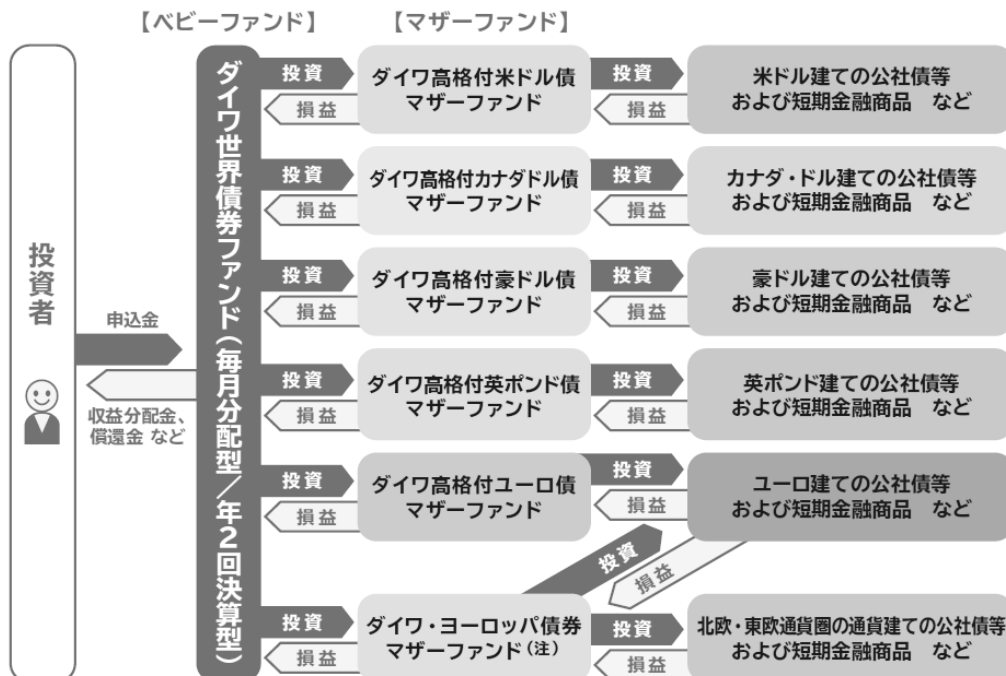 【ベビーファンド】
【マザーファンド】
投資者
申込金
収益分配金、
償還金 など
ダイワ世界債券ファンド(毎月分配型/年2回決算型)
投資
損益
ダイワ高格付米ドル債
マザーファンド
投資
損益
米ドル建ての公社債等
および短期金融商品 など
投資
損益
ダイワ高格付カナダドル債
マザーファンド
投資
損益
カナダ・ドル建ての公社債等
および短期金融商品 など
投資
損益
ダイワ高格付豪ドル債
マザーファンド
投資
損益
豪ドル建ての公社債等
および短期金融商品 など
投資
損益
ダイワ高格付英ポンド債
マザーファンド
投資
損益
英ポンド建ての公社債等
および短期金融商品 など
投資
損益
ダイワ高格付ユーロ債
マザーファンド
投資
損益
ユーロ建ての公社債等
および短期金融商品 など
投資
損益
投資
損益
ダイワ・ヨーロッパ債券
マザーファンド(注)
投資
損益
北欧・東欧通貨圏の通貨建ての公社債等
および短期金融商品 など